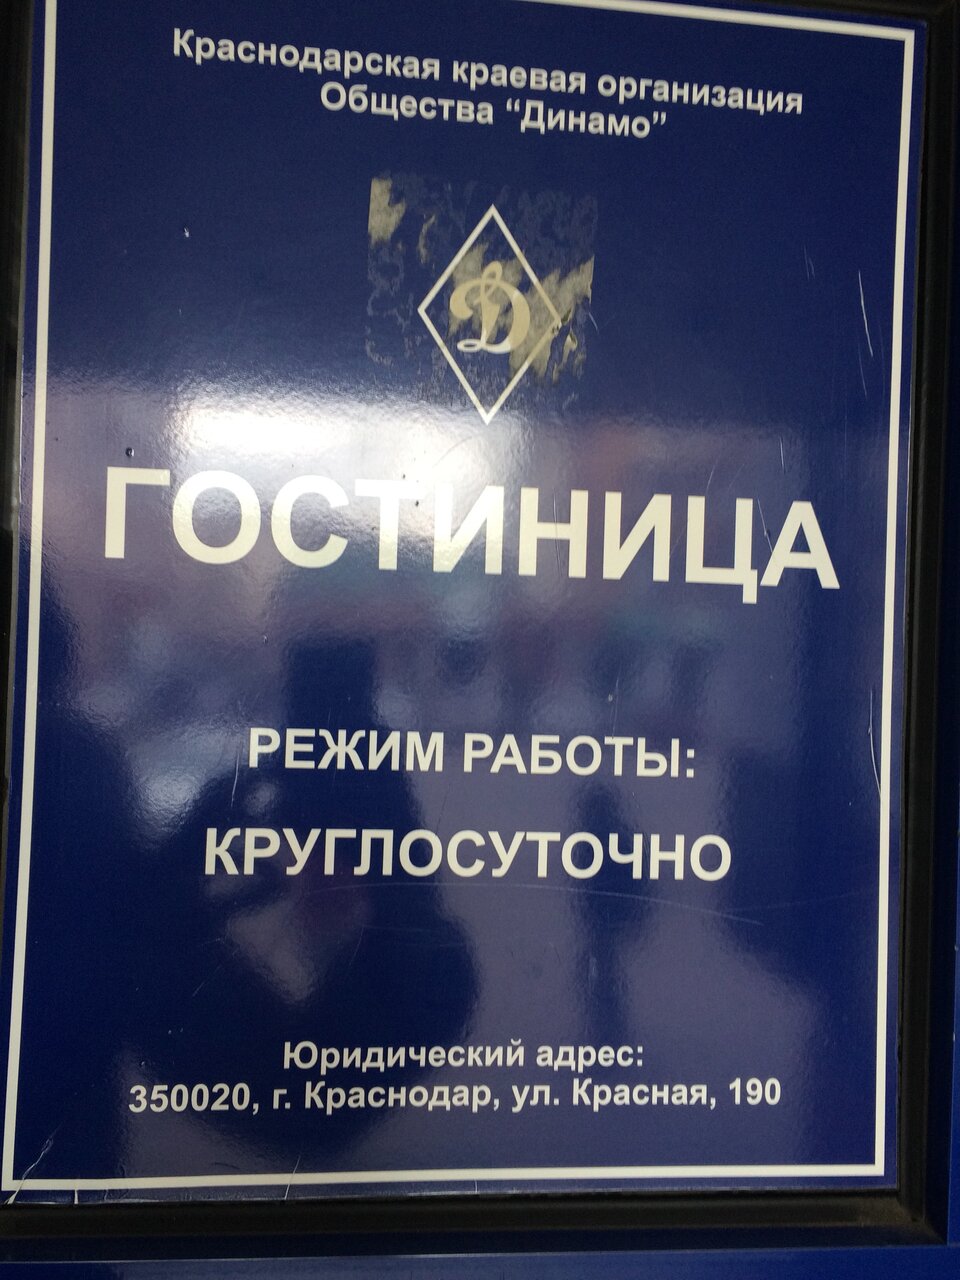 Краснодарская краевая организация
Общества “Динамо”
Д
ГОСТИНИЦА
РЕЖИМ РАБОТЫ:
КРУГЛОСУТОЧНО
Юридический адрес:
350020, г. Краснодар, ул. Красная, 190